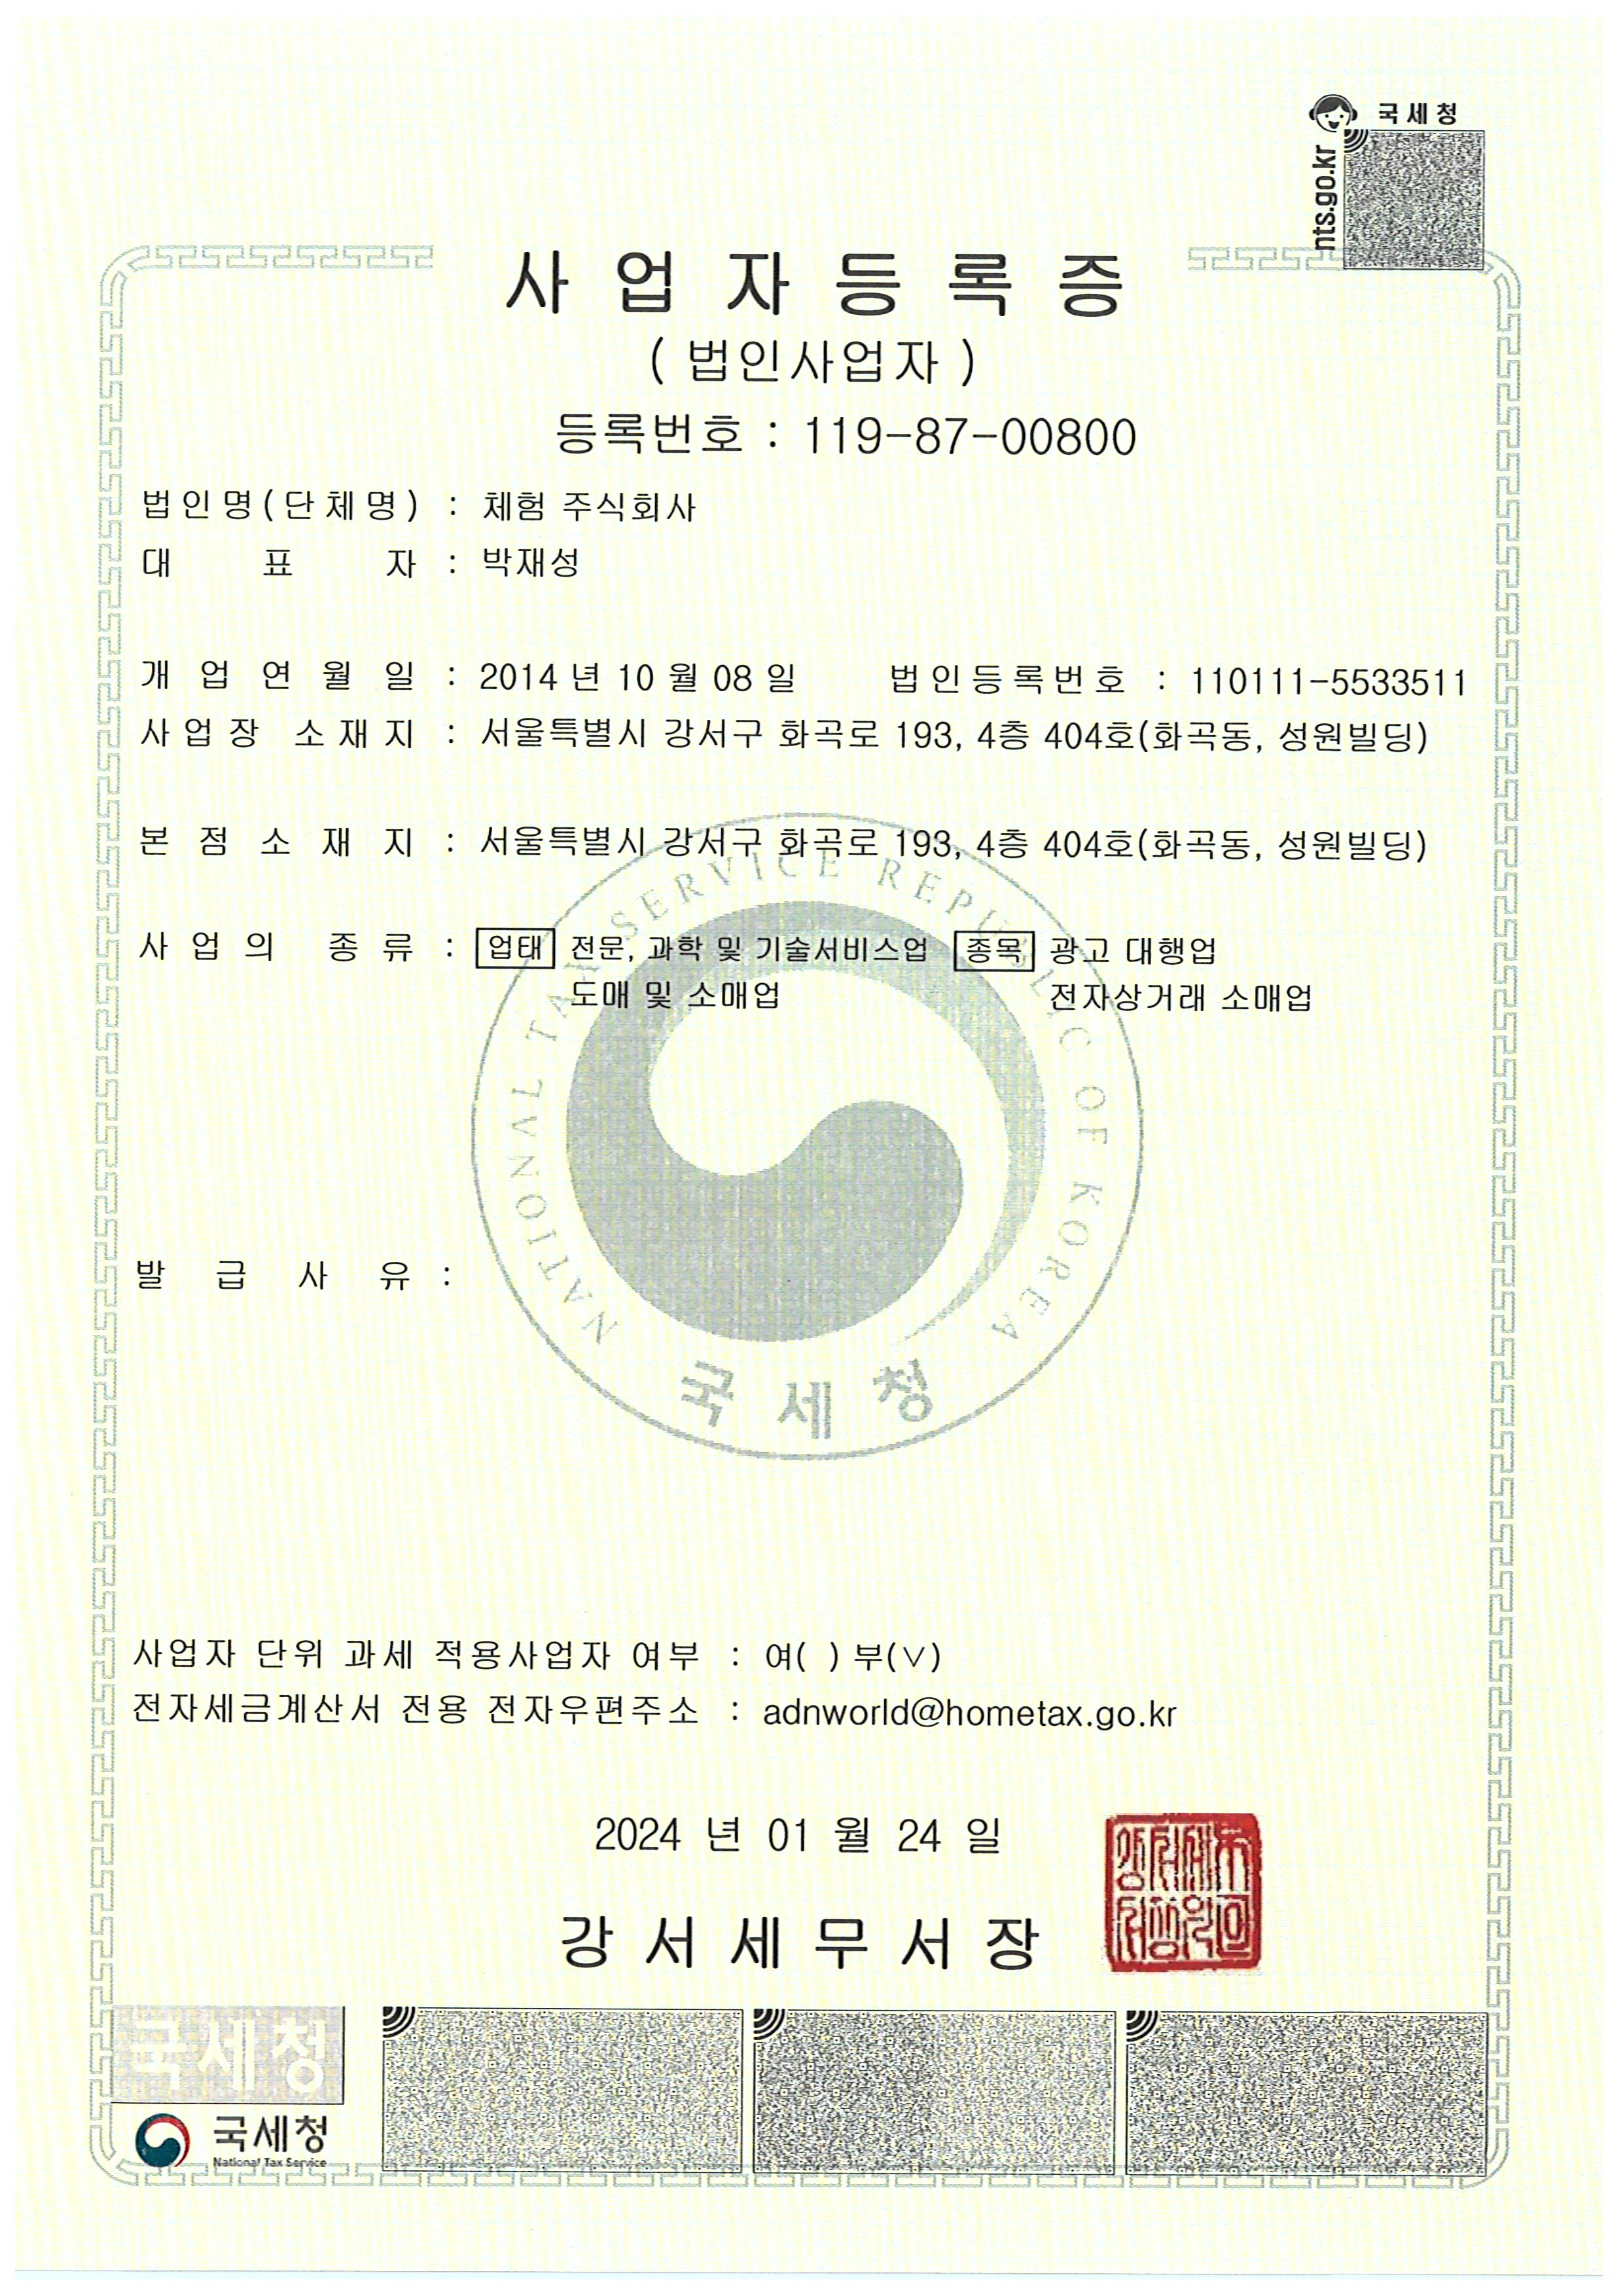 국세청
nts.go.kr
사업자등록증
( 법인사업자 )
등록번호 : 119-87-00800
법인명(단체명) : 체험 주식회사
대표자 : 박재성
개업연월일 : 2014 년 10 월 08 일 법인등록번호 : 110111-5533511
사업장 소재지 : 서울특별시 강서구 화곡로 193, 4층 404호(화곡동, 성원빌딩)
본점소재지 : 서울특별시 강서구 화곡로 193, 4층 404호(화곡동, 성원빌딩)
사업의 종류 : 업태 전문, 과학 및 기술서비스업 종목 광고 대행업
도매 및 소매업 전자상거래 소매업
NATIONAL TAX SERVICE REPUBLIC OF KOREA
국세청
발급사유 :
사업자 단위 과세 적용사업자 여부 : 여( ) 부(∨)
전자세금계산서 전용 전자우편주소 : adnworld@hometax.go.kr
2024 년 01 월 24 일
강서세무서장
국세청
국세청
National Tax Service